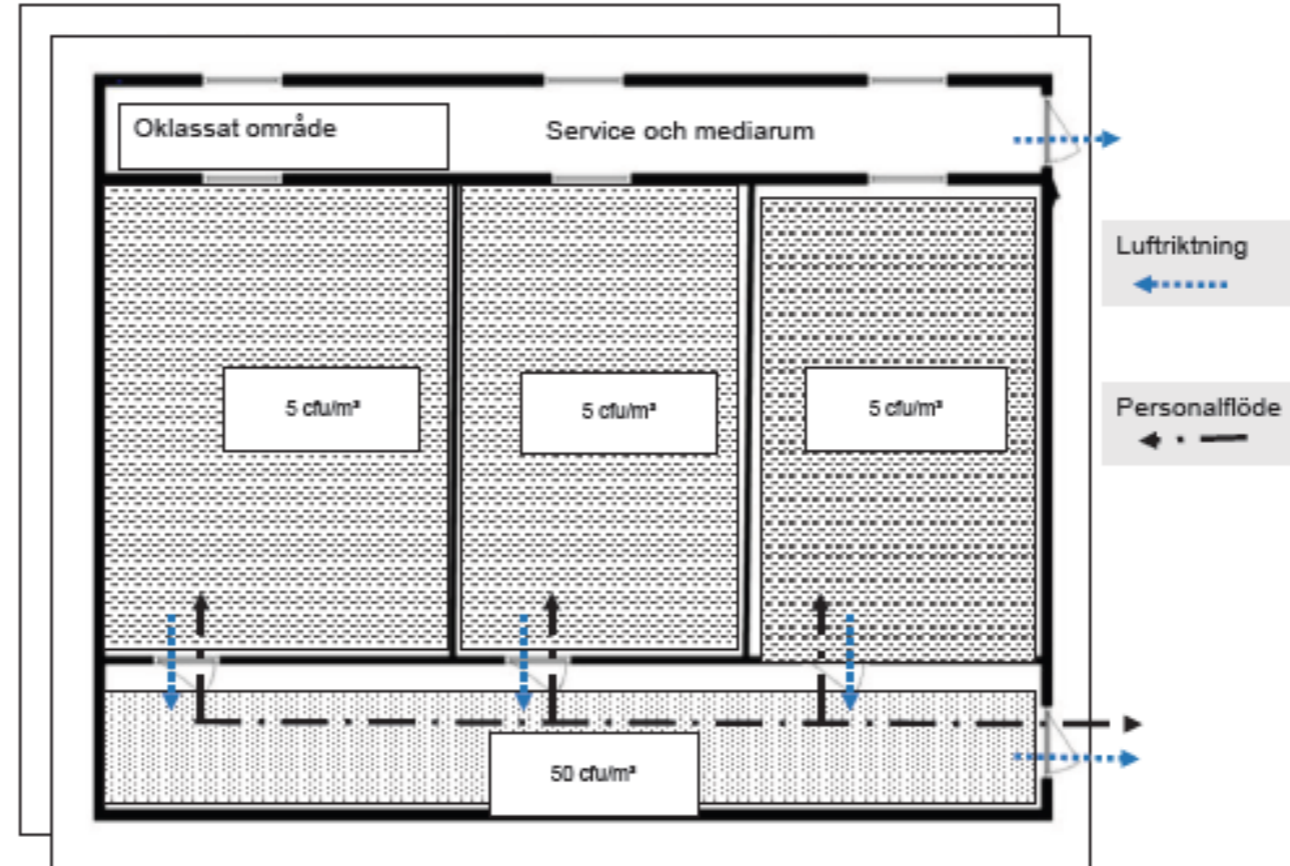 Oklassat område
Service och mediarum
Luftriktning
5 cfu/m³
5 cfu/m³
5 cfu/m³
Personalflöde
50 cfu/m³